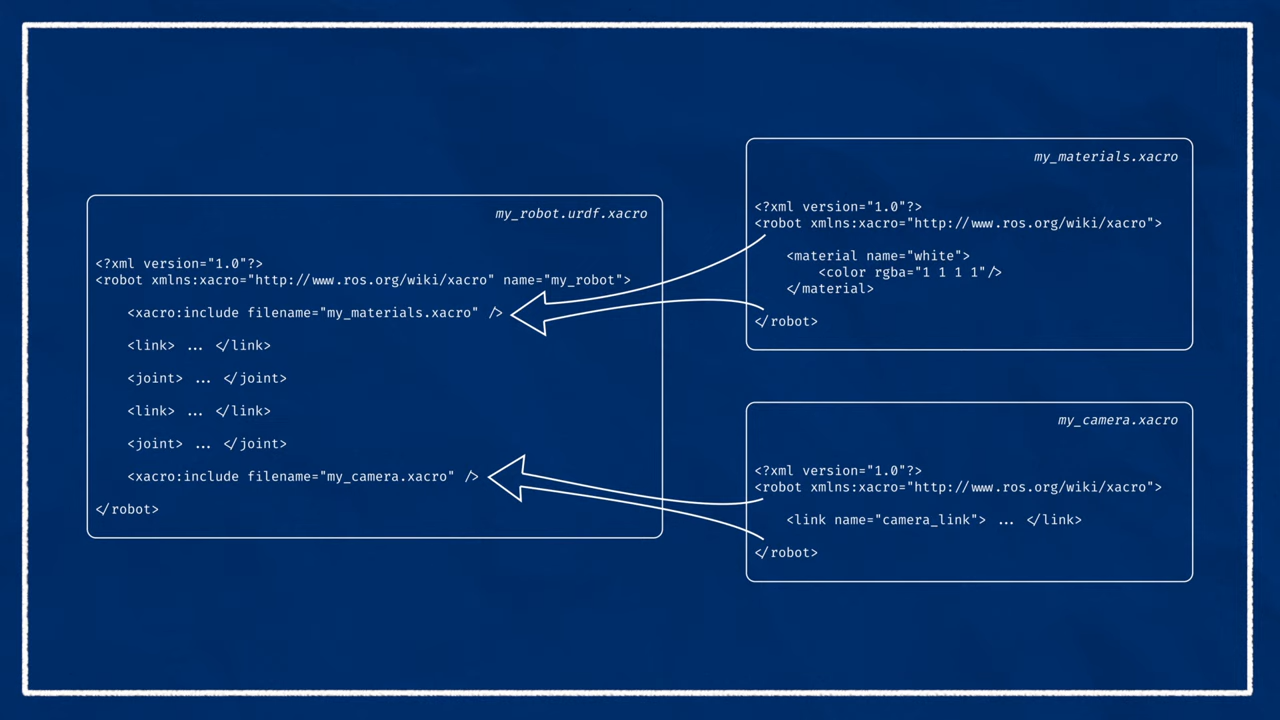 my_robot.urdf.xacro
<?xml version="1.0"?>
<robot xmlns:xacro="http://www.ros.org/wiki/xacro" name="my_robot">
<xacro:include filename="my_materials.xacro" />
<link> ... </link>
<joint> ... </joint>
<link> ... </link>
<joint> ... </joint>
<xacro:include filename="my_camera.xacro" />
</robot>
my_materials.xacro
<?xml version="1.0"?>
<robot xmlns:xacro="http://www.ros.org/wiki/xacro">
<material name="white">
<color rgba="1 1 1 1"/>
</material>
</robot>
my_camera.xacro
<?xml version="1.0"?>
<robot xmlns:xacro="http://www.ros.org/wiki/xacro">
<link name="camera_link"> ... </link>
</robot>